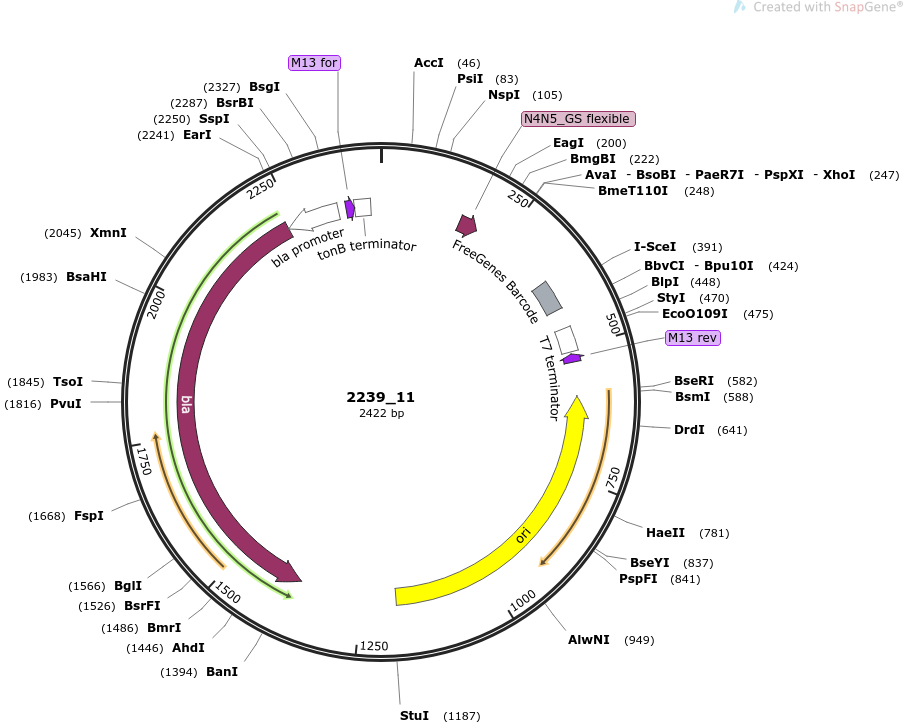 Created with SnapGene®
M13 for
AccI (46)
PsiI (83)
NspI (105)
N4N5_GS flexible
EagI (200)
BmgBI (222)
AvaI - BsoBI - PaeR7I - PspXI - XhoI (247)
BmeT110I (248)
I-SceI (391)
BbvCI - Bpu10I (424)
BlpI (448)
StyI (470)
EcoO109I (475)
M13 rev
BseRI (582)
BsmI (588)
DrdI (641)
HaeII (781)
BseYI (837)
PspFI (841)
AlwNI (949)
StuI (1187)
(1394) BanI
(1446) AhdI
(1486) BmrI
(1526) BsrFI
(1566) BglI
(1668) FspI
(1816) PvuI
(1845) TsoI
(1983) BsaHI
(2045) XmnI
(2241) EarI
(2250) SspI
(2287) BsrBI
(2327) BsgI
250
500
750
1000
1250
1500
1750
2000
2250
bla promoter
tonB terminator
FreeGenes Barcode
T7 terminator
bla
ori
2239_11
2422 bp